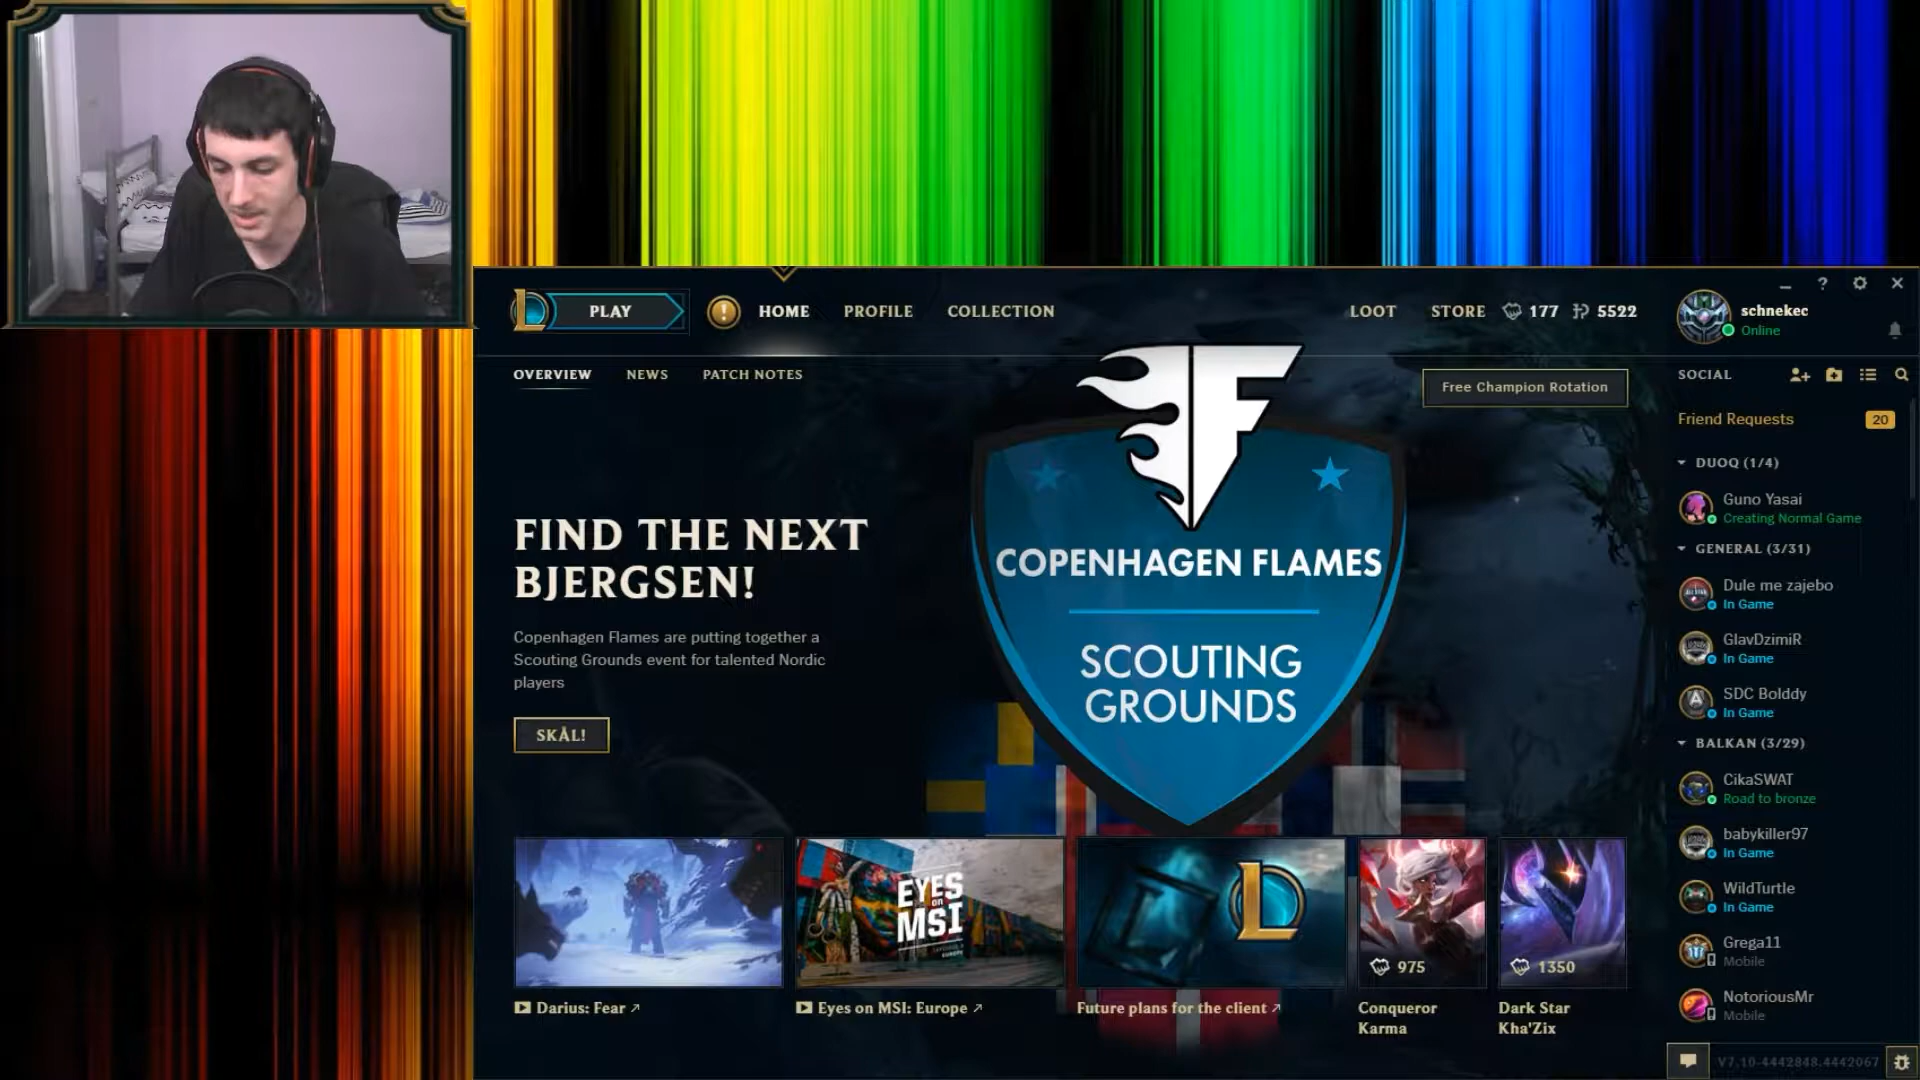 PLAY
HOME
PROFILE
COLLECTION
LOOT
STORE
177
5522
schnekec
Online
OVERVIEW
NEWS
PATCH NOTES
Free Champion Rotation
SOCIAL
Friend Requests
20
FIND THE NEXT
BJERGSEN!
Copenhagen Flames are putting together a
Scouting Grounds event for talented Nordic
players
SKÅL!
COPENHAGEN FLAMES
SCOUTING
GROUNDS
DUOQ (1/4)
Guno Yasai
Creating Normal Game
GENERAL (3/31)
Dule me zajebo
In Game
GlavDzimiR
In Game
SDC Bolddy
In Game
BALKAN (3/29)
CikaSWAT
Road to bronze
babykiller97
In Game
WildTurtle
In Game
Grega11
Mobile
NotoriousMr
Mobile
EYES
on
MSI
EUROPE
975
1350
Darius: Fear
Eyes on MSI: Europe
Future plans for the client
Conqueror
Karma
Dark Star
Kha'Zix
V7.10-4442848.4442067